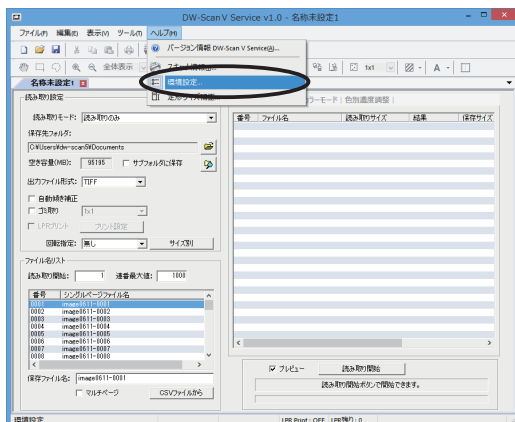 DW-Scan V Service v1.0 - 名称未設定1
ファイル(F) 編集(E) 表示(V) ツール(T) ヘルプ(H)
バージョン情報 DW-Scan V Service(A)...
全体表示
1x1
名称未設定1
環境設定...
読み取り設定
カラーモード | 色別濃度調整 |
読み取りモード: 読み取りのみ
保存先フォルダ:
C:¥Users¥dw-scan5¥Documents
空き容量(MB): 95195 サブフォルダに保存
出力ファイル形式: TIFF
自動傾き補正
ゴミ取り 1x1
LPRプリント プリント設定
回転指定: 無し サイズ別
番号 ファイル名 読み取りサイズ 結果 保存サイズ
ファイル名リスト
読み取り開始: 1 連番最大値: 1000
番号 シングルページファイル名
0001 image0611-0001
0002 image0611-0002
0003 image0611-0003
0004 image0611-0004
0005 image0611-0005
0006 image0611-0006
0007 image0611-0007
0008 image0611-0008
保存ファイル名: image0611-0001
マルチページ CSVファイルから
プレビュー 読み取り開始
読み取り開始ボタンで開始できます。
環境設定 LPR Print : OFF LPR残り : 0